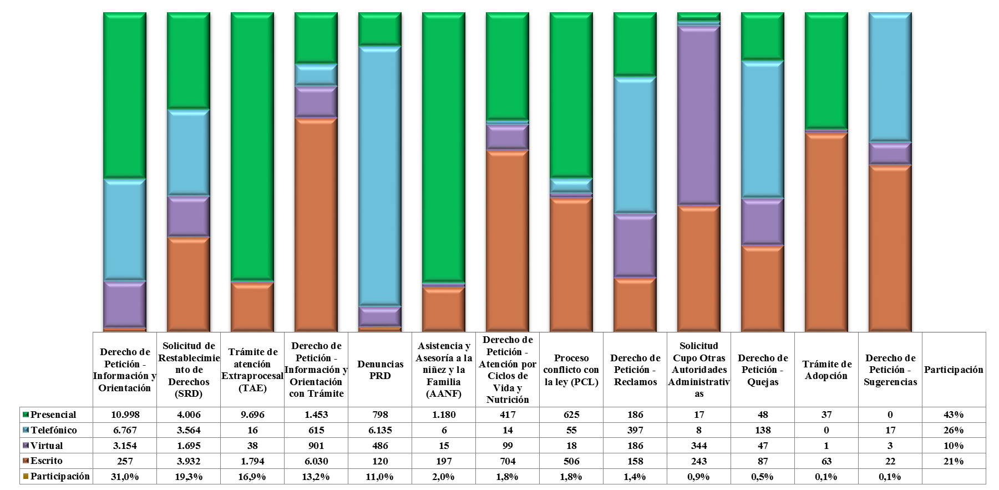 Derecho de Petición - Información y Orientación
Solicitud de Restablecimie nto de Derechos (SRD)
Trámite de atención Extraprocesal (TAE)
Derecho de Petición - Información y Orientación con Trámite
Denuncias PRD
Asistencia y Asesoría a la niñez y la Familia (AANF)
Derecho de Petición - Atención por Ciclos de Vida y Nutrición
Proceso conflicto con la ley (PCL)
Derecho de Petición - Reclamos
Solicitud Cupo Otras Autoridades Administrativ as
Derecho de Petición - Quejas
Trámite de Adopción
Derecho de Petición - Sugerencias
Participación
Presencial 10.998 4.006 9.696 1.453 798 1.180 417 625 186 17 48 37 0 43%
Telefónico 6.767 3.564 16 615 6.135 6 14 55 397 8 138 0 17 26%
Virtual 3.154 1.695 38 901 486 15 99 18 186 344 47 1 3 10%
Escrito 257 3.932 1.794 6.030 120 197 704 506 158 243 87 63 22 21%
Participación 31,0% 19,3% 16,9% 13,2% 11,0% 2,0% 1,8% 1,8% 1,4% 0,9% 0,5% 0,1% 0,1%